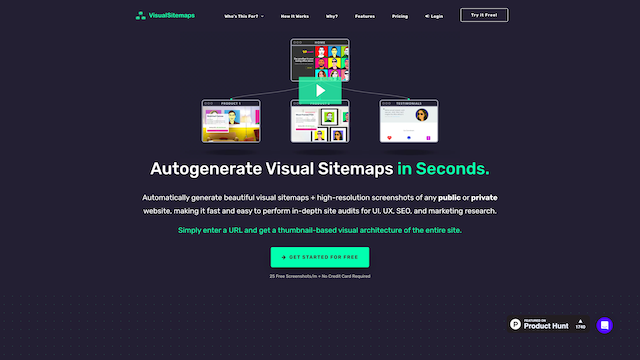 VisualSitemaps
Who's This For?
How It Works
Why?
Features
Pricing
Login
Try It Free!
HOME
PRODUCT 1
TESTIMONIALS
Autogenerate Visual Sitemaps in Seconds.
Automatically generate beautiful visual sitemaps + high-resolution screenshots of any public or private
website, making it fast and easy to perform in-depth site audits for UI, UX, SEO, and marketing research.
Simply enter a URL and get a thumbnail-based visual architecture of the entire site.
GET STARTED FOR FREE
25 Free Screenshots/m + No Credit Card Required
FEATURED ON
Product Hunt
1740